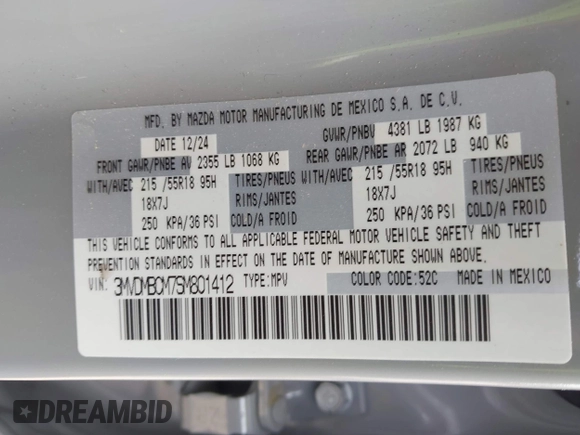 MFD. BY MAZDA MOTOR MANUFACTURING DE MEXICO S.A. DE C.V.
DATE 12/24 GVWR/PNBV 4381 LB 1987 KG
FRONT GAWR/PNBE AV 2355 LB 1068 KG REAR GAWR/PNBE AR 2072 LB 940 KG
WITH/AVEC 215 /55R18 95H TIRES/PNEUS WITH/AVEC 215 /55R18 95H TIRES/PNEUS
18X7J RIMS/JANTES 18X7J RIMS/JANTES
250 KPA/36 PSI COLD/A FROID 250 KPA/36 PSI COLD/A FROID
THIS VEHICLE CONFORMS TO ALL APPLICABLE FEDERAL MOTOR VEHICLE SAFETY AND THEFT
PREVENTION STANDARDS IN EFFECT ON THE DATE OF MANUFACTURE SHOWN ABOVE.
VIN: 3MVDMBCM7SM801412 TYPE:MPV COLOR CODE:52C MADE IN MEXICO
DREAMBID